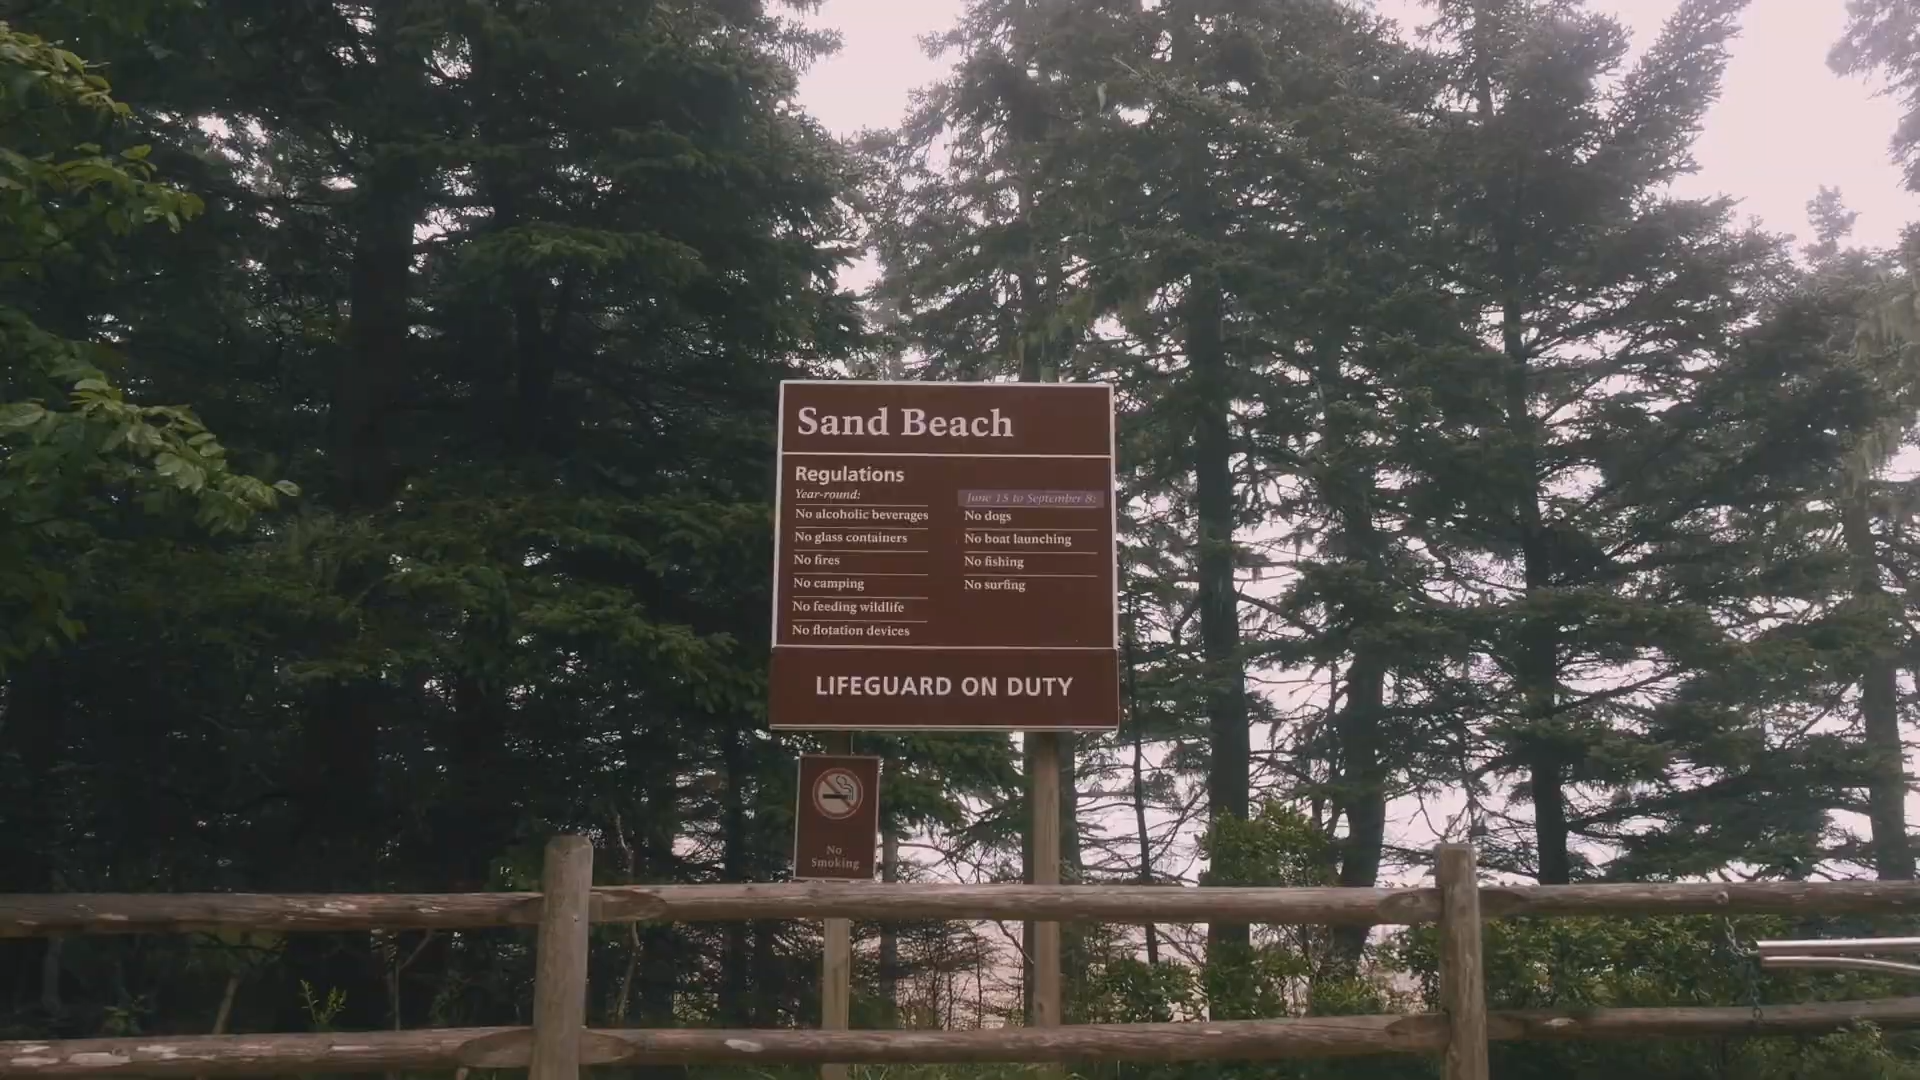 Sand Beach
Regulations
Year-round:
No alcoholic beverages
No glass containers
No fires
No camping
No feeding wildlife
No flotation devices
June 15 to September 8:
No dogs
No boat launching
No fishing
No surfing
LIFEGUARD ON DUTY
No
Smoking